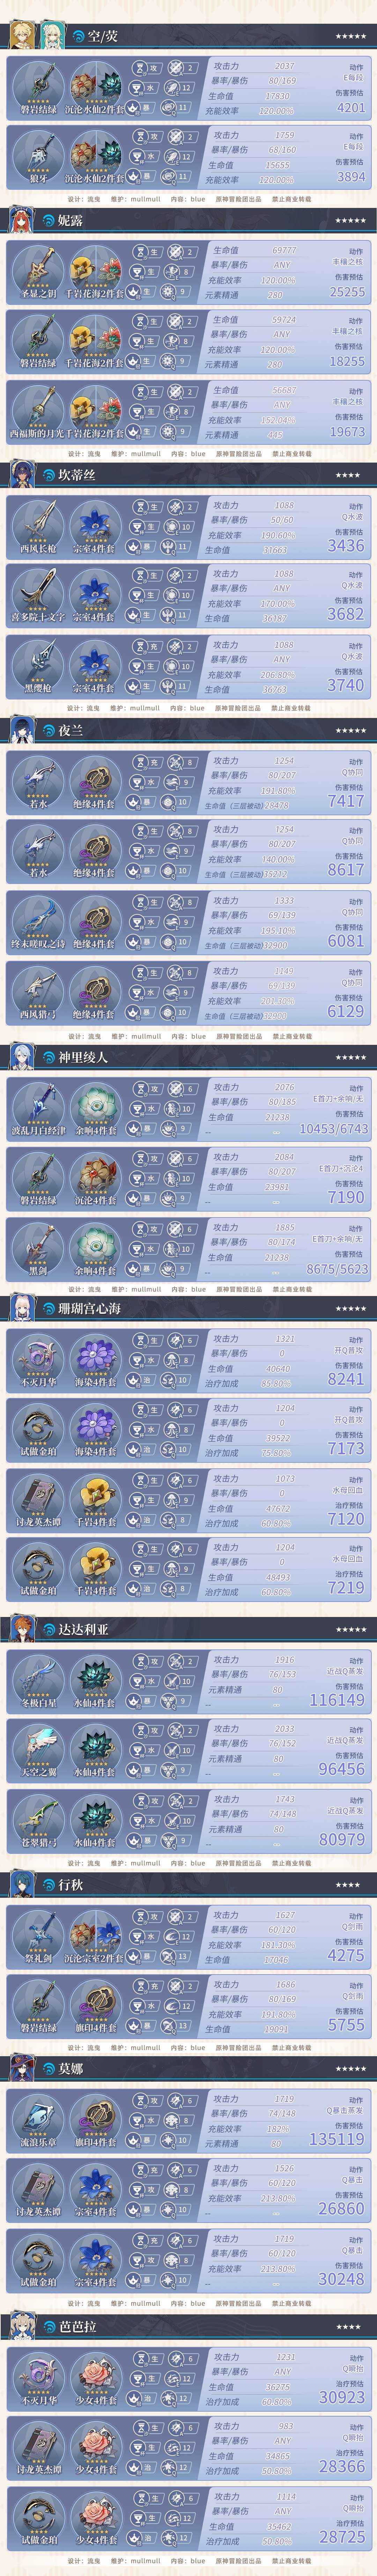 空/荧 ★★★★★
攻 2 攻击力 2037 动作
E每段
水 12 暴率/暴伤 80/169
生命值 17830 伤害预估
磐岩结绿 沉沦水仙2件套 暴 11 充能效率 120.00% 4201
攻 2 攻击力 1759 动作
E每段
水 12 暴率/暴伤 68/160
生命值 15655 伤害预估
狼牙 沉沦水仙2件套 暴 11 充能效率 120.00% 3894
设计：流曳 维护：mullmull 内容：blue 原神冒险团出品 禁止商业转载
妮露 ★★★★★
生 2 生命值 69777 动作
丰穰之核
生 8 暴率/暴伤 ANY
充能效率 120.00% 伤害预估
圣显之钥 千岩花海2件套 生 9 元素精通 280 25255
生 2 生命值 59724 动作
丰穰之核
生 8 暴率/暴伤 ANY
充能效率 120.00% 伤害预估
磐岩结绿 千岩花海2件套 生 9 元素精通 280 18255
生 2 生命值 56687 动作
丰穰之核
生 8 暴率/暴伤 ANY
充能效率 152.04% 伤害预估
西福斯的月光 千岩花海2件套 生 9 元素精通 445 19673
设计：流曳 维护：mullmull 内容：blue 原神冒险团出品 禁止商业转载
坎蒂丝 ★★★★
生 2 攻击力 1088 动作
Q水波
生 10 暴率/暴伤 50/60
充能效率 190.60% 伤害预估
西风长枪 宗室4件套 暴 11 生命值 31663 3436
生 2 攻击力 1088 动作
Q水波
生 10 暴率/暴伤 ANY
充能效率 170.00% 伤害预估
喜多院十文字 宗室4件套 生 11 生命值 36187 3682
充 2 攻击力 1088 动作
Q水波
生 10 暴率/暴伤 ANY
充能效率 206.80% 伤害预估
黑缨枪 宗室4件套 生 11 生命值 36763 3740
设计：流曳 维护：mullmull 内容：blue 原神冒险团出品 禁止商业转载
夜兰 ★★★★★
充 8 攻击力 1254 动作
Q协同
水 9 暴率/暴伤 80/207
充能效率 191.80% 伤害预估
若水 绝缘4件套 暴 10 生命值（三层被动） 28478 7417
生 8 攻击力 1254 动作
Q协同
水 9 暴率/暴伤 80/207
充能效率 140.00% 伤害预估
若水 绝缘4件套 暴 10 生命值（三层被动） 8617
生 8 攻击力 1333 动作
Q协同
水 9 暴率/暴伤 69/139
充能效率 195.10% 伤害预估
终末嗟叹之诗 绝缘4件套 暴 10 生命值（三层被动） 32900 6081
生 8 攻击力 1149 动作
Q协同
水 9 暴率/暴伤 69/139
充能效率 201.30% 伤害预估
西风猎弓 绝缘4件套 暴 10 生命值（三层被动） 32900 6129
设计：流曳 维护：mullmull 内容：blue 原神冒险团出品 禁止商业转载
神里绫人 ★★★★★
攻 6 攻击力 2076 动作
E首刀+余响/无
水 10 暴率/暴伤 80/185
生命值 21238 伤害预估
波乱月白经津 余响4件套 暴 9 -- -- 10453/6743
攻 6 攻击力 2084 动作
E首刀+沉沦4
水 10 暴率/暴伤 80/207
生命值 23981 伤害预估
磐岩结绿 沉沦4件套 暴 9 -- -- 7190
攻 6 攻击力 1885 动作
E首刀+余响/无
水 10 暴率/暴伤 80/174
生命值 21238 伤害预估
黑剑 余响4件套 暴 9 -- -- 8675/5623
设计：流曳 维护：mullmull 内容：blue 原神冒险团出品 禁止商业转载
珊瑚宫心海 ★★★★★
生 6 攻击力 1321 动作
开Q普攻
水 8 暴率/暴伤 0
生命值 40640 伤害预估
不灭月华 海染4件套 治 10 治疗加成 85.80% 8241
生 6 攻击力 1204 动作
开Q普攻
水 8 暴率/暴伤 0
生命值 39522 伤害预估
试做金珀 海染4件套 治 10 治疗加成 75.80% 7173
生 6 攻击力 1073 动作
水母回血
生 9 暴率/暴伤 0
生命值 47672 治疗预估
讨龙英杰谭 千岩4件套 治 8 治疗加成 60.80% 7120
生 6 攻击力 1204 动作
水母回血
生 9 暴率/暴伤 0
生命值 48493 治疗预估
试做金珀 千岩4件套 治 8 治疗加成 60.80% 7219
达达利亚 ★★★★★
攻 2 攻击力 1916 动作
近战Q蒸发
水 10 暴率/暴伤 76/153
元素精通 80 伤害预估
冬极白星 水仙4件套 暴 9 -- -- 116149
攻 2 攻击力 2033 动作
近战Q蒸发
水 10 暴率/暴伤 76/152
元素精通 80 伤害预估
天空之翼 水仙4件套 暴 9 -- -- 96456
攻 2 攻击力 1743 动作
近战Q蒸发
水 10 暴率/暴伤 74/148
元素精通 80 伤害预估
苍翠猎弓 水仙4件套 暴 9 -- -- 80979
设计：流曳 维护：mullmull 内容：blue 原神冒险团出品 禁止商业转载
行秋 ★★★★
攻 2 攻击力 1627 动作
Q剑雨
水 12 暴率/暴伤 60/120
充能效率 181.30% 伤害预估
祭礼剑 沉沦宗室2件套 暴 13 生命值 17046 4275
充 2 攻击力 1686 动作
Q剑雨
水 12 暴率/暴伤 80/169
充能效率 191.80% 伤害预估
磐岩结绿 旗印4件套 暴 13 生命值 19091 5755
设计：流曳 维护：mullmull 内容：blue 原神冒险团出品 禁止商业转载
莫娜 ★★★★★
攻 6 攻击力 1719 动作
Q暴击蒸发
水 8 暴率/暴伤 74/148
充能效率 182% 伤害预估
流浪乐章 旗印4件套 暴 10 元素精通 80 135119
充 6 攻击力 1526 动作
Q暴击
攻 8 暴率/暴伤 60/120
充能效率 213.80% 伤害预估
讨龙英杰谭 宗室4件套 暴 10 -- -- 26860
充 6 攻击力 1719 动作
Q暴击
攻 8 暴率/暴伤 60/120
充能效率 213.80% 伤害预估
试做金珀 宗室4件套 暴 10 -- -- 30248
设计：流曳 维护：mullmull 内容：blue 原神冒险团出品 禁止商业转载
芭芭拉 ★★★★
生 6 攻击力 1231 动作
Q瞬抬
生 12 暴率/暴伤 ANY
生命值 36275 治疗预估
不灭月华 少女4件套 治 12 治疗加成 60.80% 30923
生 6 攻击力 983 动作
Q瞬抬
生 12 暴率/暴伤 ANY
生命值 34865 治疗预估
讨龙英杰谭 少女4件套 治 12 治疗加成 50.80% 28366
生 6 攻击力 1114 动作
Q瞬抬
生 12 暴率/暴伤 ANY
生命值 35462 治疗预估
试做金珀 少女4件套 治 12 治疗加成 50.80% 28725
设计：流曳 维护：mullmull 内容：blue 原神冒险团出品 禁止商业转载